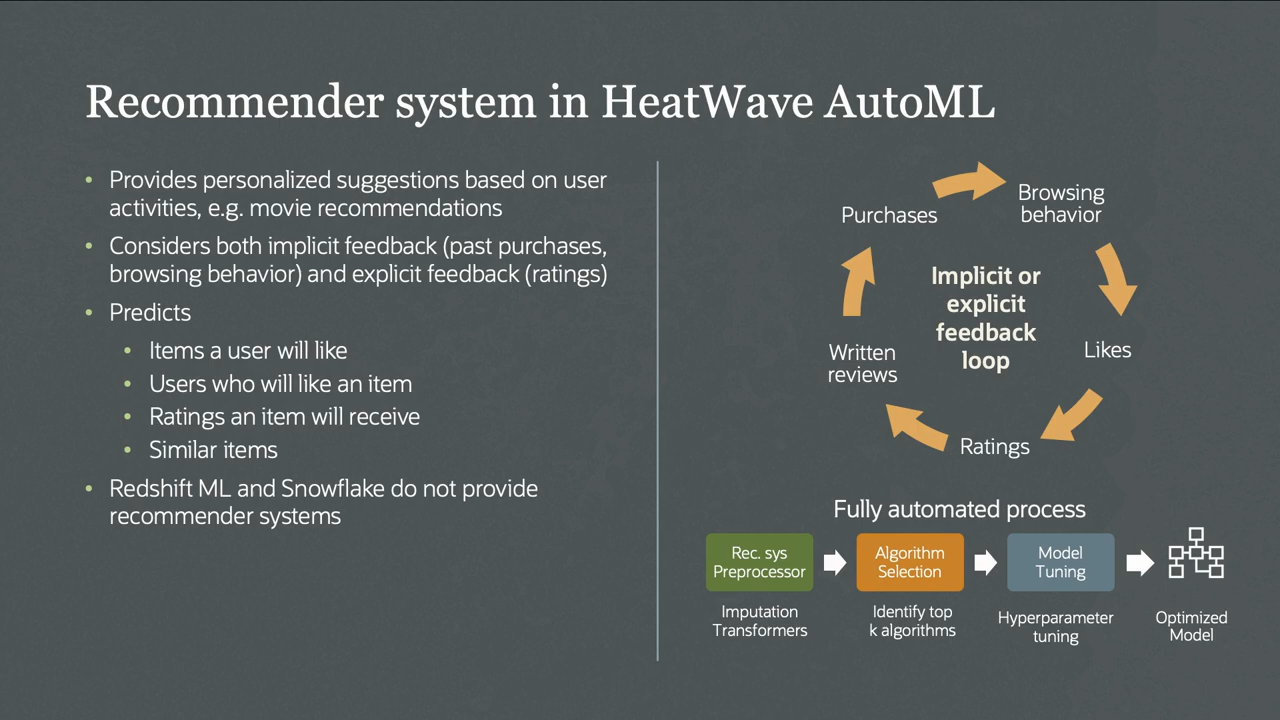 Recommender system in HeatWave AutoML
• Provides personalized suggestions based on user
activities, e.g. movie recommendations
• Considers both implicit feedback (past purchases,
browsing behavior) and explicit feedback (ratings)
• Predicts
• Items a user will like
• Users who will like an item
• Ratings an item will receive
• Similar items
• Redshift ML and Snowflake do not provide
recommender systems
Purchases
Browsing
behavior
Implicit or
explicit
feedback
loop
Likes
Written
reviews
Ratings
Fully automated process
Rec. sys
Preprocessor
Algorithm
Selection
Model
Tuning
Imputation
Transformers
Identify top
k algorithms
Hyperparameter
tuning
Optimized
Model